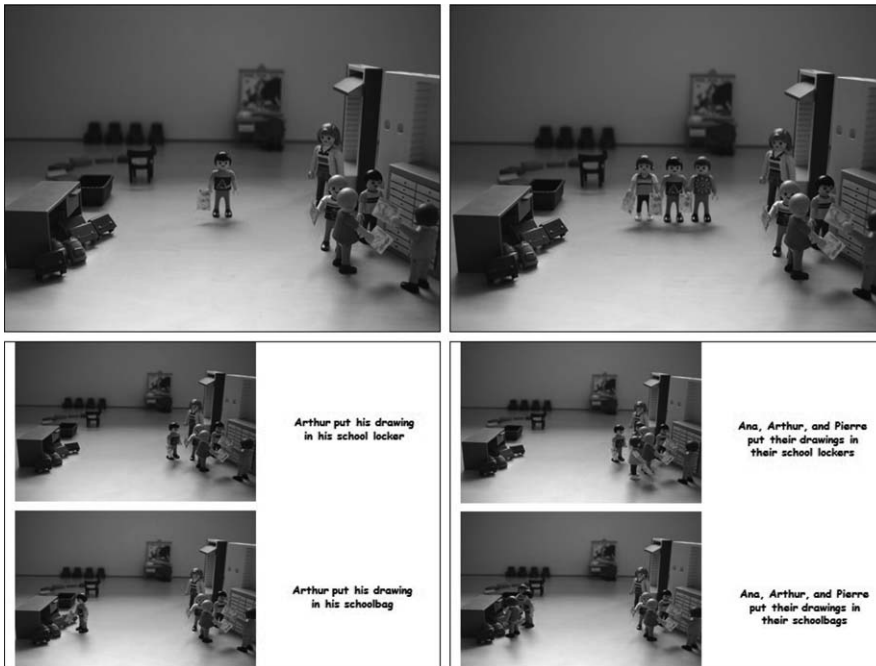 Arthur put his drawing
in his school locker
Ana, Arthur, and Pierre
put their drawings in
their school lockers
Arthur put his drawing
in his schoolbag
Ana, Arthur, and Pierre
put their drawings in
their schoolbags